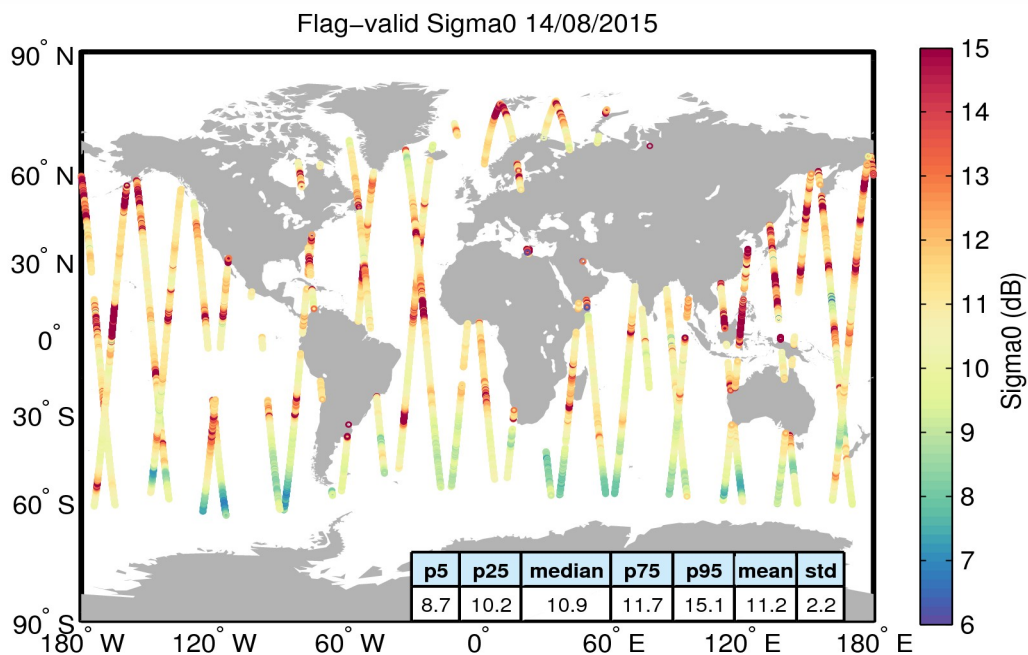 Flag−valid Sigma0 14/08/2015
90° N
60° N
30° N
0°
30° S
60° S
90° S
180° W
120° W
60° W
0°
60° E
120° E
180° E
15
14
13
12
11
10
9
8
7
6
Sigma0 (dB)
p5 p25 median p75 p95 mean std
8.7 10.2 10.9 11.7 15.1 11.2 2.2